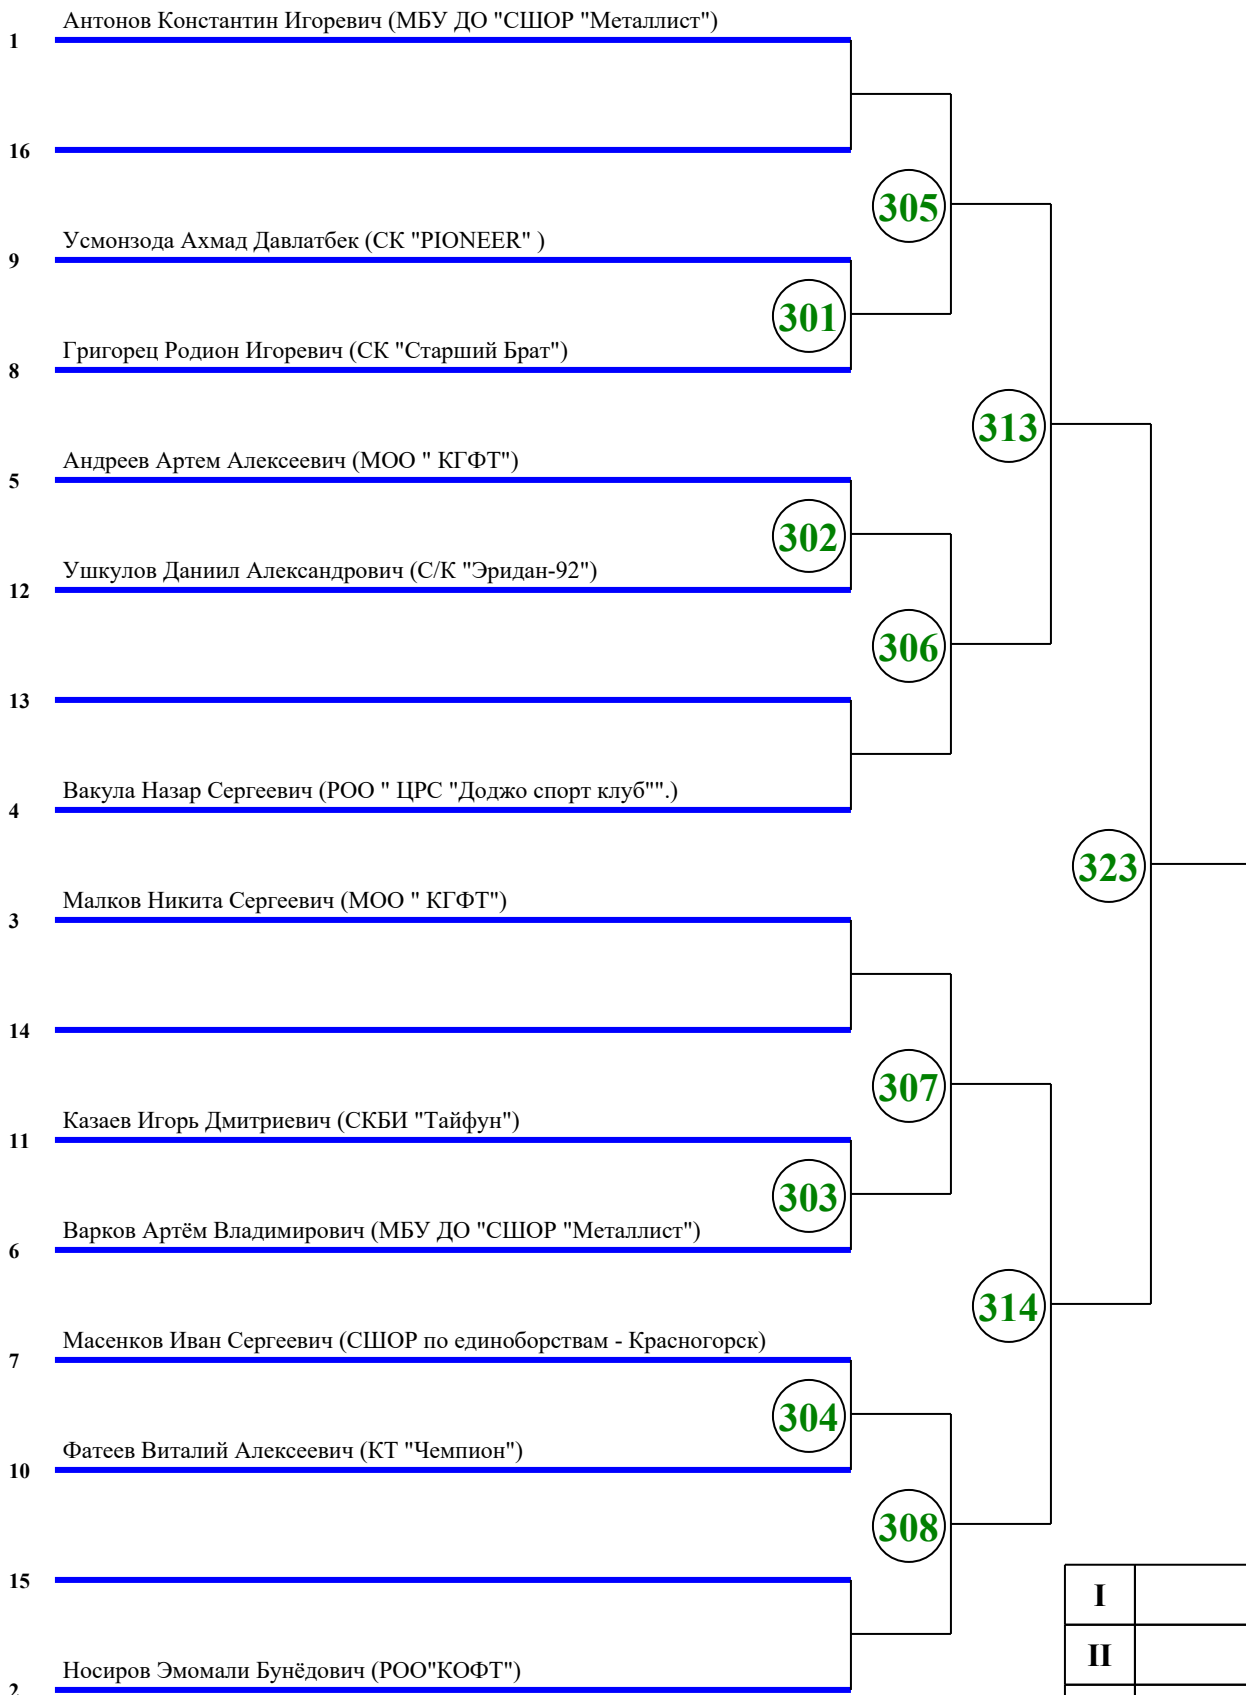 Антонов Константин Игоревич (МБУ ДО "СШОР "Металлист")
1
16
305
Усмонзода Ахмад Давлатбек (СК "PIONEER" )
9
301
Григорец Родион Игоревич (СК "Старший Брат")
8
313
Андреев Артем Алексеевич (МОО " КГФТ")
5
302
Ушкулов Даниил Александрович (С/К "Эридан-92")
12
306
13
Вакула Назар Сергеевич (РОО " ЦРС "Доджо спорт клуб"".)
4
323
Малков Никита Сергеевич (МОО " КГФТ")
3
14
307
Казаев Игорь Дмитриевич (СКБИ "Тайфун")
11
303
Варков Артём Владимирович (МБУ ДО "СШОР "Металлист")
6
314
Масенков Иван Сергеевич (СШОР по единоборствам - Красногорск)
7
304
Фатеев Виталий Алексеевич (КТ "Чемпион")
10
308
15
I
II
Носиров Эмомали Бунёдович (РОО"КОФТ")
2